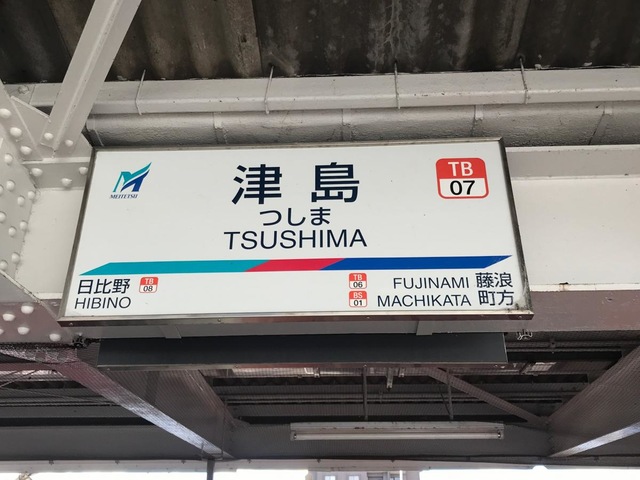 MEITETSU
津島
TB
07
つしま
TSUSHIMA
日比野
HIBINO
TB
08
TB
06
FUJINAMI
藤浪
BS
01
MACHIKATA
町方